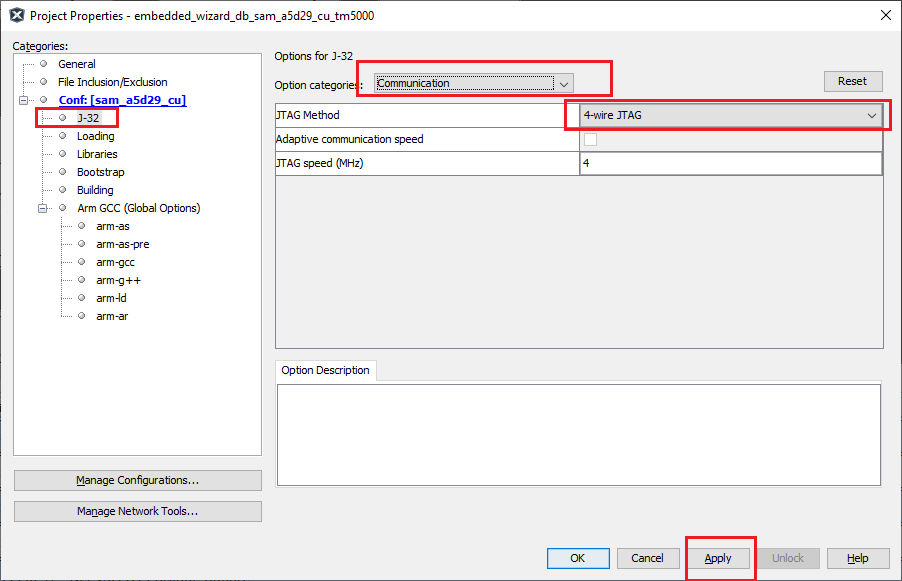 Project Properties - embedded_wizard_db_sam_a5d29_cu_tm5000
Categories:
General
File Inclusion/Exclusion
Conf: [sam_a5d29_cu]
J-32
Loading
Libraries
Bootstrap
Building
Arm GCC (Global Options)
arm-as
arm-as-pre
arm-gcc
arm-g++
arm-ld
arm-ar
Manage Configurations...
Manage Network Tools...
Options for J-32
Option categories: Communication
Reset
JTAG Method 4-wire JTAG
Adaptive communication speed
JTAG speed (MHz) 4
Option Description
OK Cancel Apply Unlock Help